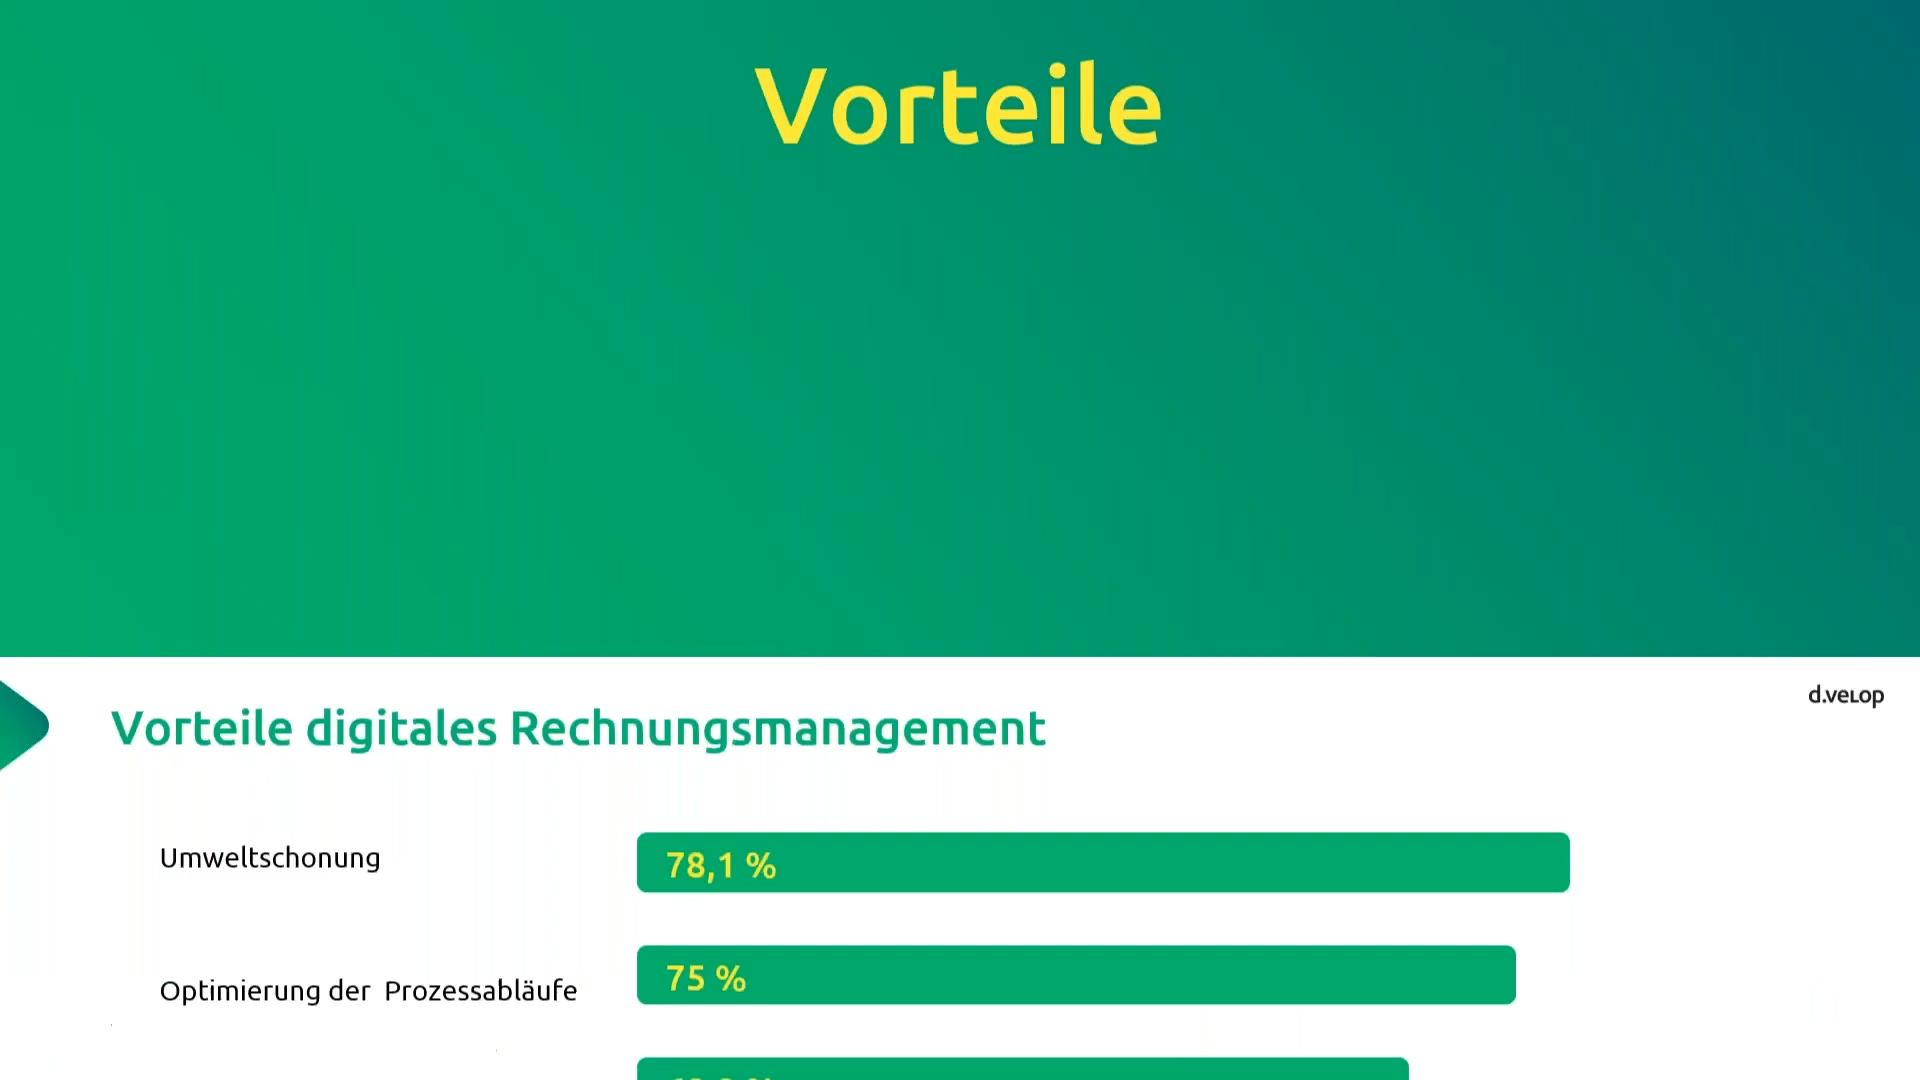 Vorteile
d.velop
Vorteile digitales Rechnungsmanagement
Umweltschonung
78,1 %
Optimierung der  Prozessabläufe
75 %